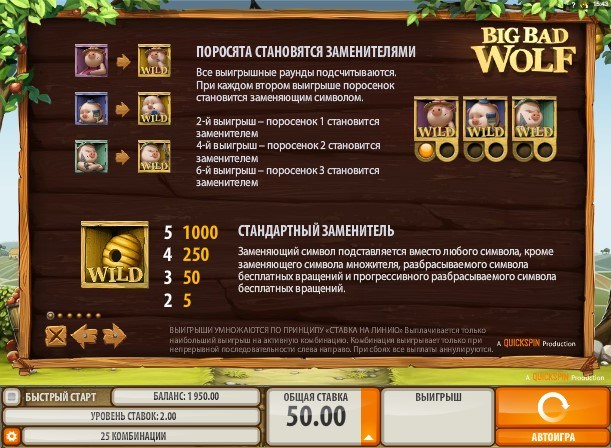 15:43
BIG BAD
WOLF
ПОРОСЯТА СТАНОВЯТСЯ ЗАМЕНИТЕЛЯМИ
Все выигрышные раунды подсчитываются.
При каждом втором выигрыше поросенок
становится заменяющим символом.
2-й выигрыш – поросенок 1 становится
заменителем
4-й выигрыш – поросенок 2 становится
заменителем
6-й выигрыш – поросенок 3 становится
заменителем
WILD
WILD
WILD
WILD
WILD
WILD
WILD
5 1000
4 250
3 50
2 5
СТАНДАРТНЫЙ ЗАМЕНИТЕЛЬ
Заменяющий символ подставляется вместо любого символа, кроме
заменяющего символа множителя, разбрасываемого символа
бесплатных вращений и прогрессивного разбрасываемого символа
бесплатных вращений.
ВЫИГРЫШИ УМНОЖАЮТСЯ ПО ПРИНЦИПУ «СТАВКА НА ЛИНИЮ» Выплачивается только
наибольший выигрыш на активную комбинацию. Комбинация выигрывает только при
непрерывной последовательности слева направо. При сбоях все выплаты аннулируются.
A QUICKSPIN Production
A QUICKSPIN Production
БЫСТРЫЙ СТАРТ
БАЛАНС: 1 950.00
УРОВЕНЬ СТАВОК: 2.00
25 КОМБИНАЦИИ
ОБЩАЯ СТАВКА
50.00
ВЫИГРЫШ
АВТОИГРА